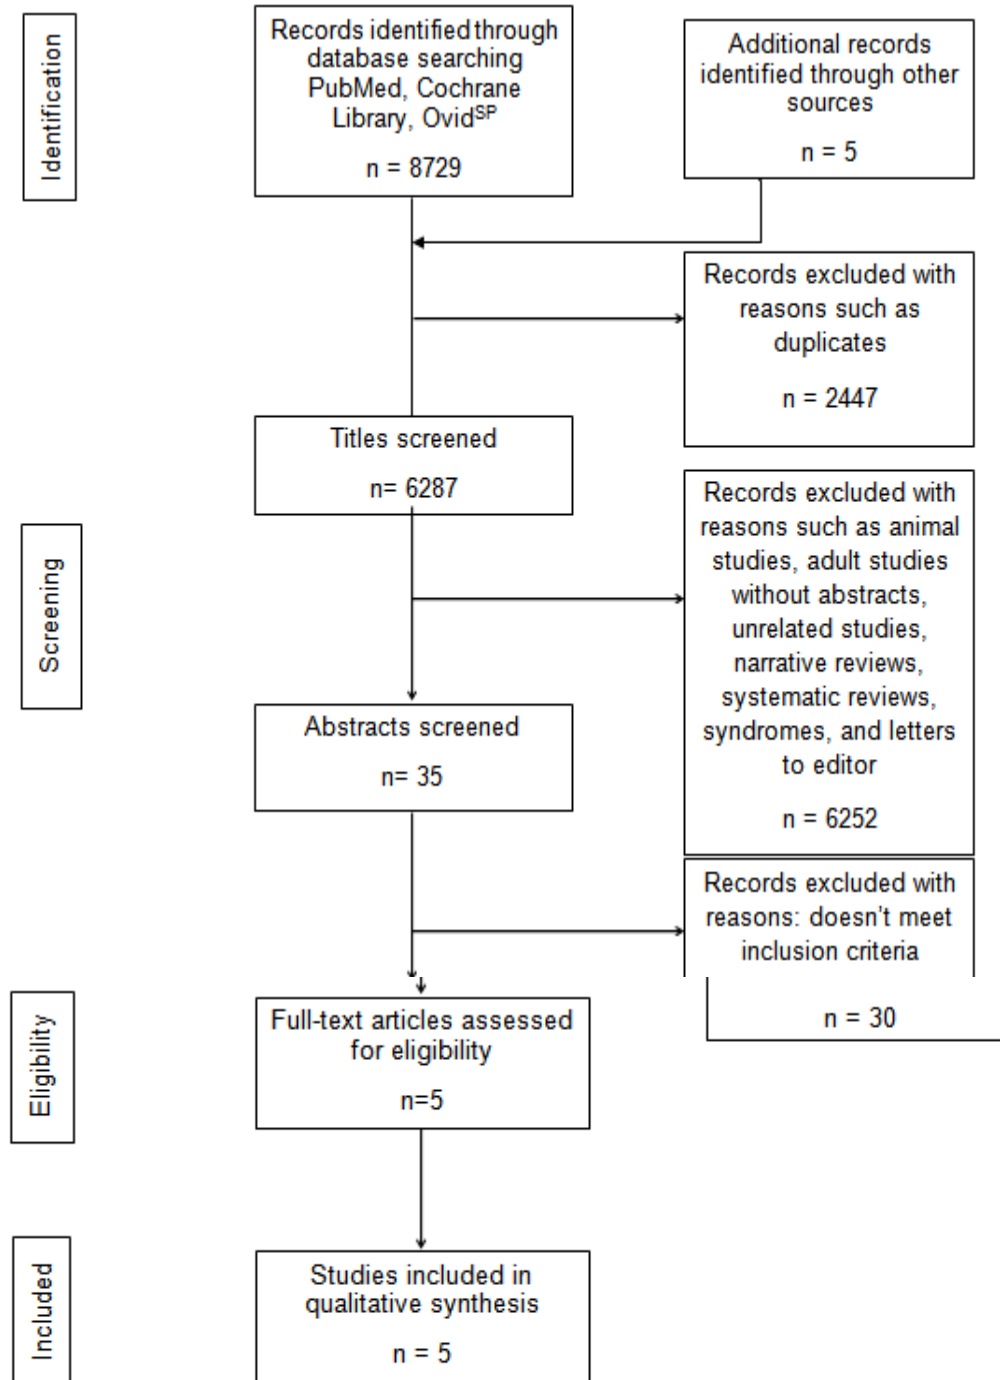 Identification
Records identified through
database searching
PubMed, Cochrane
Library, Ovid^SP
n = 8729
Additional records
identified through other
sources
n = 5
Records excluded with
reasons such as
duplicates
n = 2447
Titles screened
n= 6287
Screening
Records excluded with
reasons such as animal
studies, adult studies
without abstracts,
unrelated studies,
narrative reviews,
systematic reviews,
syndromes, and letters
to editor
n = 6252
Abstracts screened
n= 35
Records excluded with
reasons: doesn't meet
inclusion criteria
n = 30
Eligibility
Full-text articles assessed
for eligibility
n=5
Included
Studies included in
qualitative synthesis
n = 5